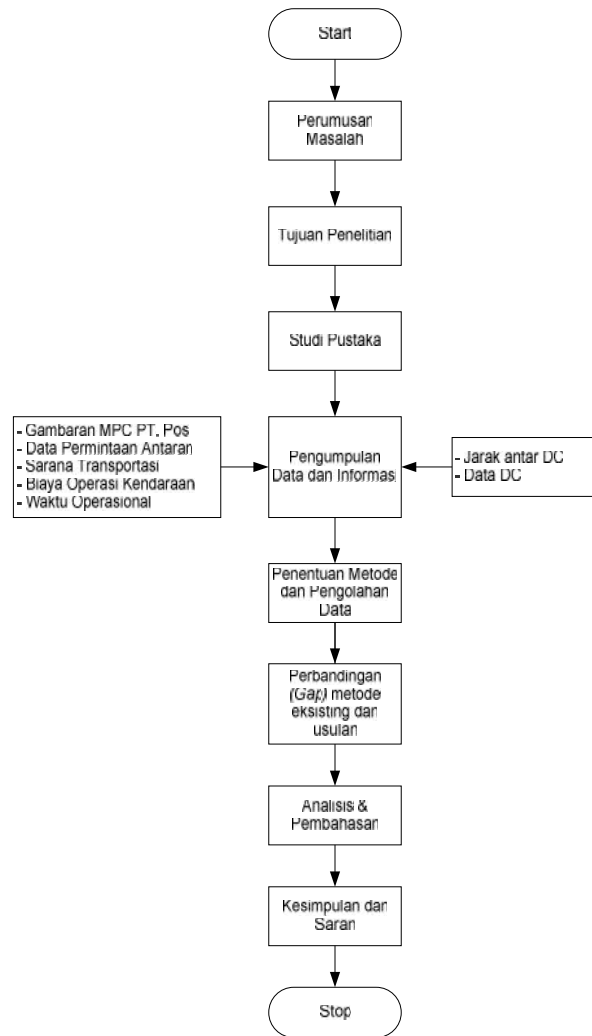 Start
Perumusan
Masalah
Tujuan Penelitian
Studi Pustaka
- Gambaran MPC PT. Pos
- Data Permintaan Antaran
- Sarana Transportasi
- Biaya Operasi Kendaraan
- Waktu Operasional
Pengumpulan
Data dan Informasi
- Jarak antar DC
- Data DC
Penentuan Metode
dan Pengolahan
Data
Perbandingan
(Gap) metode
eksisting dan
usulan
Analisis &
Pembahasan
Kesimpulan dan
Saran
Stop